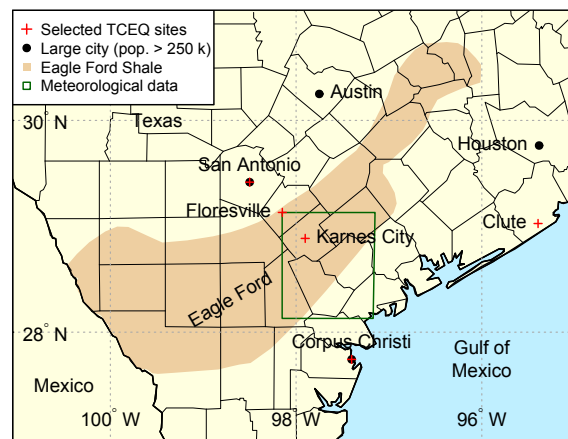 Selected TCEQ sites
Large city (pop. > 250 k)
Eagle Ford Shale
Meteorological data
Austin
30° N
Texas
Houston
San Antonio
Floresville
Clute
Karnes City
Eagle Ford
28° N
Corpus Christi
Gulf of
Mexico
Mexico
100° W
98° W
96° W